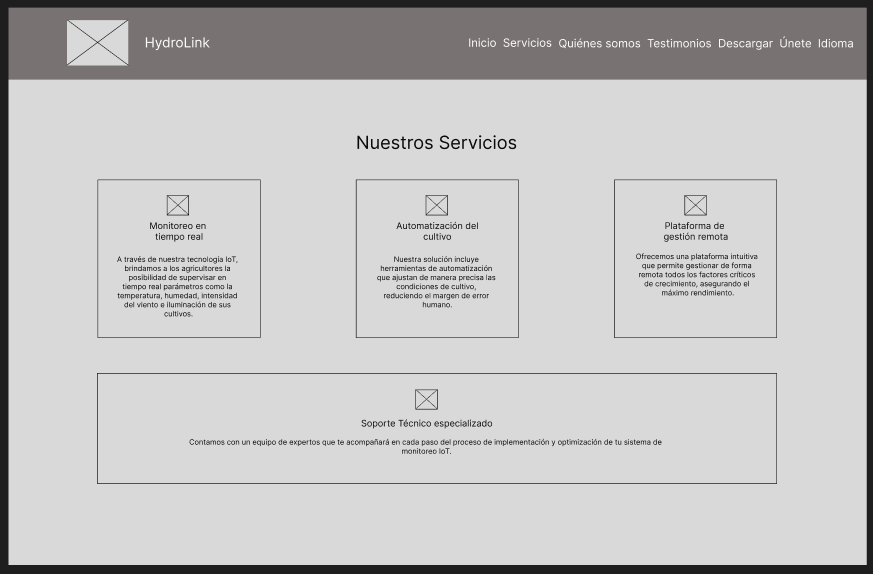 HydroLink
Inicio Servicios Quiénes somos Testimonios Descargar Únete Idioma
Nuestros Servicios
Monitoreo en
tiempo real
A través de nuestra tecnología IoT,
brindamos a los agricultores la
posibilidad de supervisar en
tiempo real parámetros como la
temperatura, humedad, intensidad
del viento e iluminación de sus
cultivos.
Automatización del
cultivo
Nuestra solución incluye
herramientas de automatización
que ajustan de manera precisa las
condiciones de cultivo,
reduciendo el margen de error
humano.
Plataforma de
gestión remota
Ofrecemos una plataforma intuitiva
que permite gestionar de forma
remota todos los factores críticos
de crecimiento, asegurando el
máximo rendimiento.
Soporte Técnico especializado
Contamos con un equipo de expertos que te acompañará en cada paso del proceso de implementación y optimización de tu sistema de
monitoreo IoT.